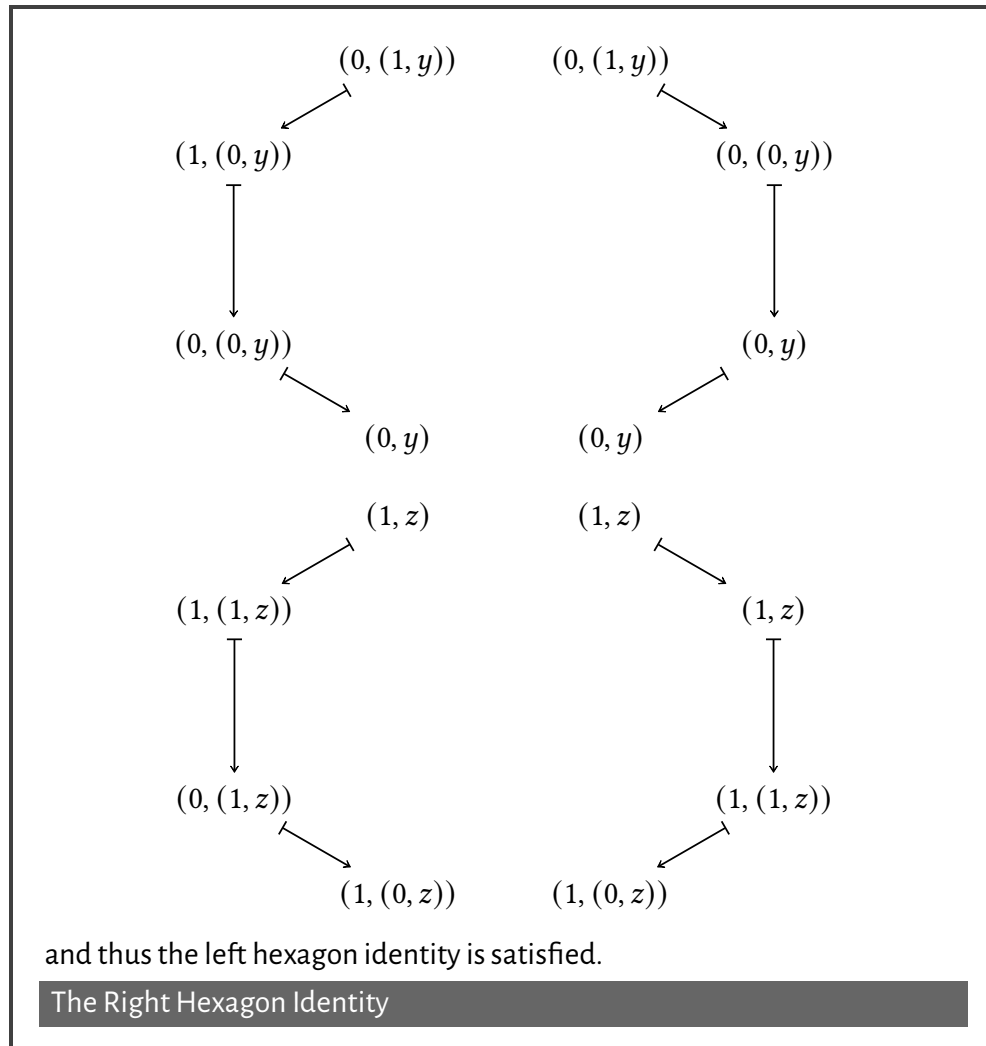 (0, (1, y)) (0, (1, y))
(1, (0, y)) (0, (0, y))
(0, (0, y)) (0, y)
(0, y) (0, y)
(1, z) (1, z)
(1, (1, z)) (1, z)
(0, (1, z)) (1, (1, z))
(1, (0, z)) (1, (0, z))
and thus the left hexagon identity is satisfied.
The Right Hexagon Identity